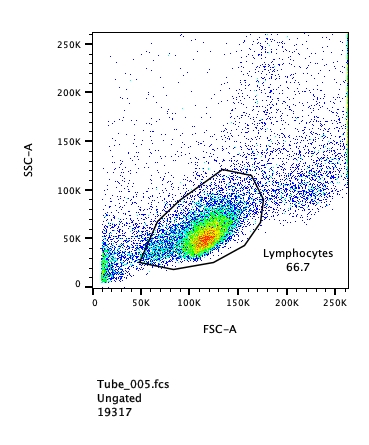 250K
200K
SSC-A
150K
100K
50K
Lymphocytes
66.7
0
0 50K 100K 150K 200K 250K
FSC-A
Tube_005.fcs
Ungated
19317